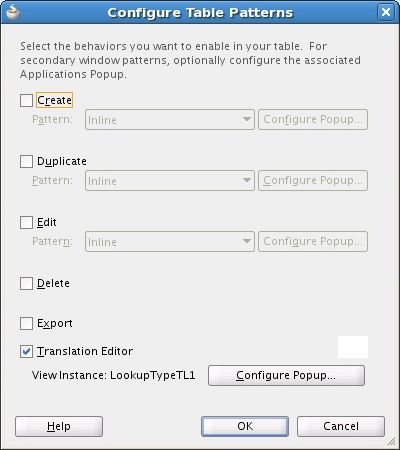 Configure Table Patterns
Select the behaviors you want to enable in your table. For
secondary window patterns, optionally configure the associated
Applications Popup.
Create
Pattern: Inline Configure Popup...
Duplicate
Pattern: Inline Configure Popup...
Edit
Pattern: Inline Configure Popup...
Delete
Export
Translation Editor
View Instance: LookupTypeTL1 Configure Popup...
Help OK Cancel